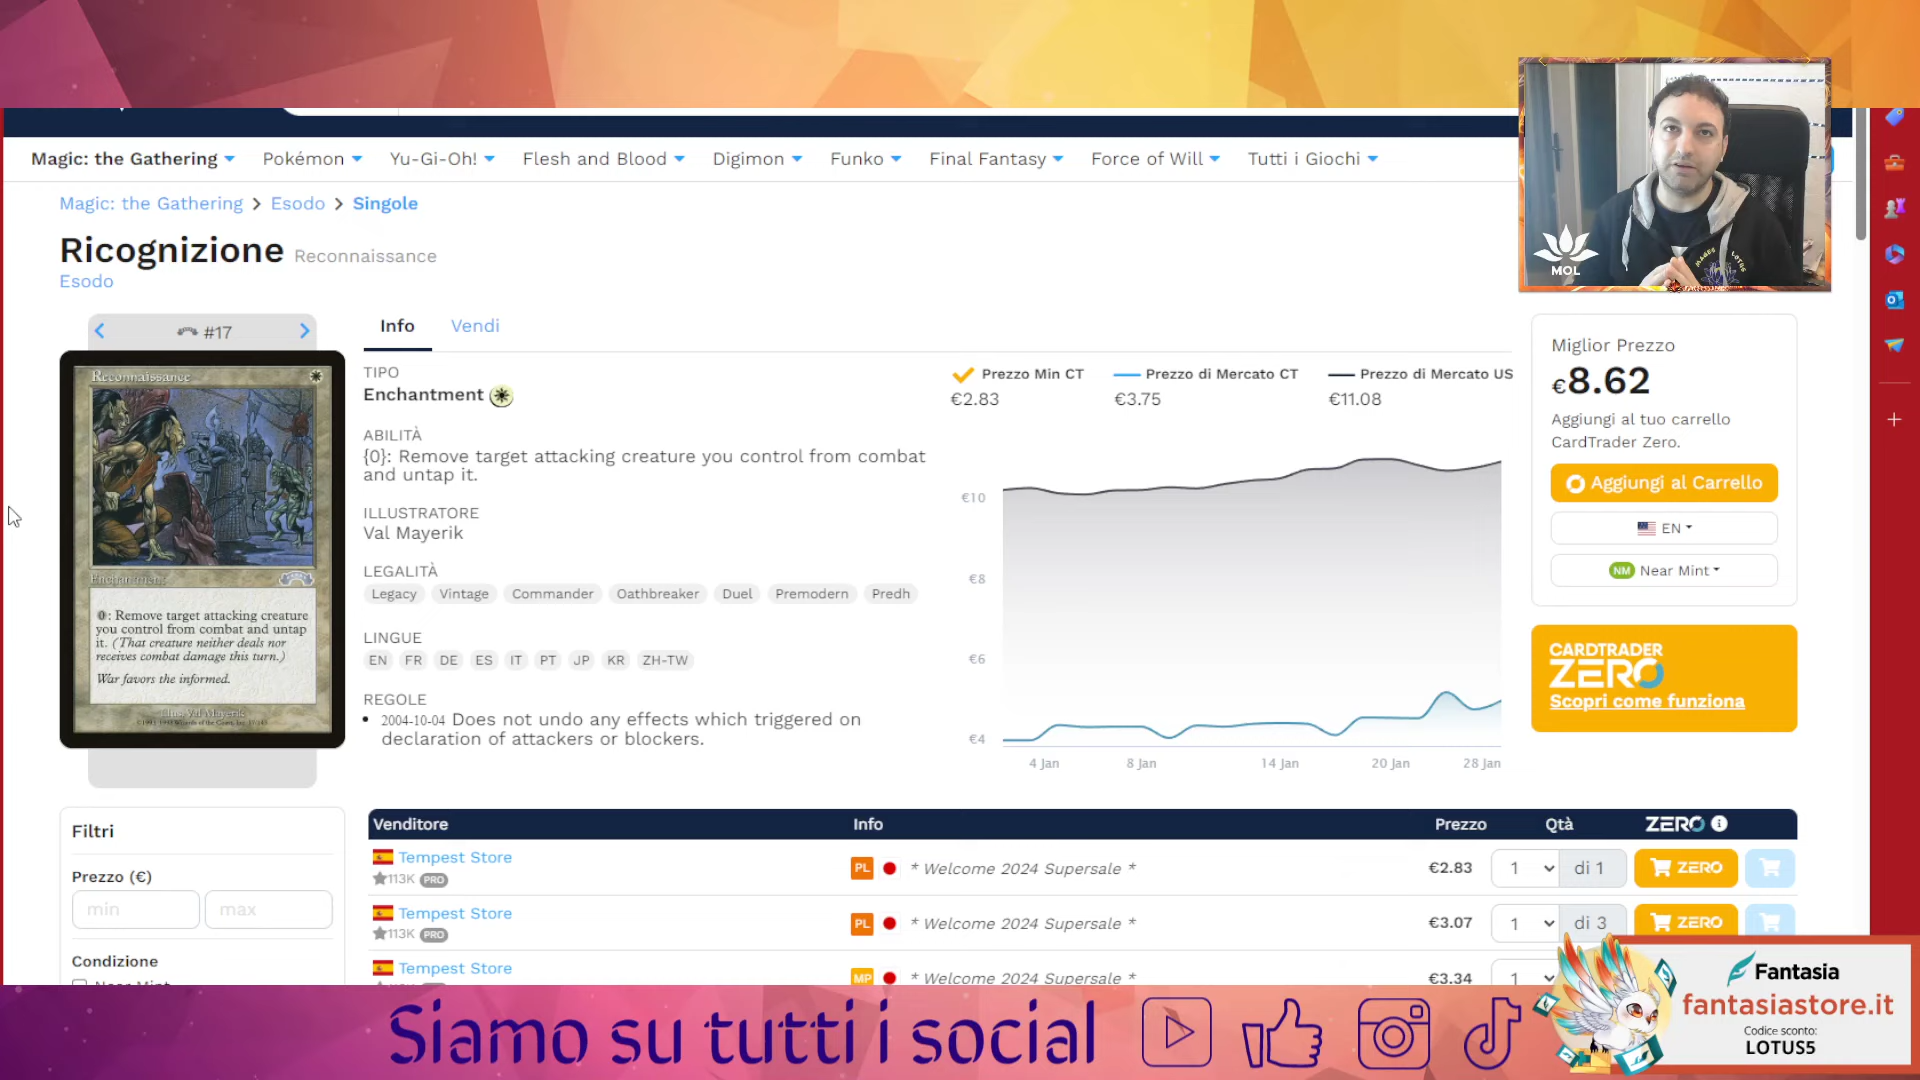 Magic: the Gathering
Pokémon
Yu-Gi-Oh!
Flesh and Blood
Digimon
Funko
Final Fantasy
Force of Will
Tutti i Giochi
Magic: the Gathering > Esodo > Singole
Ricognizione Reconnaissance
Esodo
#17
Reconnaissance
Enchantment
0: Remove target attacking creature
you control from combat and untap
it. (That creature neither deals nor
receives combat damage this turn.)
War favors the informed.
Illus. Val Mayerik
Info
Vendi
TIPO
Enchantment
ABILITÀ
{0}: Remove target attacking creature you control from combat
and untap it.
ILLUSTRATORE
Val Mayerik
LEGALITÀ
Legacy Vintage Commander Oathbreaker Duel Premodern Predh
LINGUE
EN FR DE ES IT PT JP KR ZH-TW
REGOLE
• 2004-10-04 Does not undo any effects which triggered on
declaration of attackers or blockers.
Prezzo Min CT
€2.83
Prezzo di Mercato CT
€3.75
Prezzo di Mercato US
€11.08
€10
€8
€6
€4
4 Jan
8 Jan
14 Jan
20 Jan
28 Jan
MOL
MAGES LOTUS
Miglior Prezzo
€8.62
Aggiungi al tuo carrello
CardTrader Zero.
Aggiungi al Carrello
EN
NM Near Mint
CARDTRADER
ZERO
Scopri come funziona
Filtri
Prezzo (€)
min
max
Condizione
Near Mint
Venditore Info Prezzo Qtà ZERO
Tempest Store
113K PRO
PL * Welcome 2024 Supersale * €2.83 1 di 1 ZERO
Tempest Store
113K PRO
PL * Welcome 2024 Supersale * €3.07 1 di 3 ZERO
Tempest Store
MP * Welcome 2024 Supersale * €3.34 1
Siamo su tutti i social
Fantasia
fantasiastore.it
Codice sconto:
LOTUS5